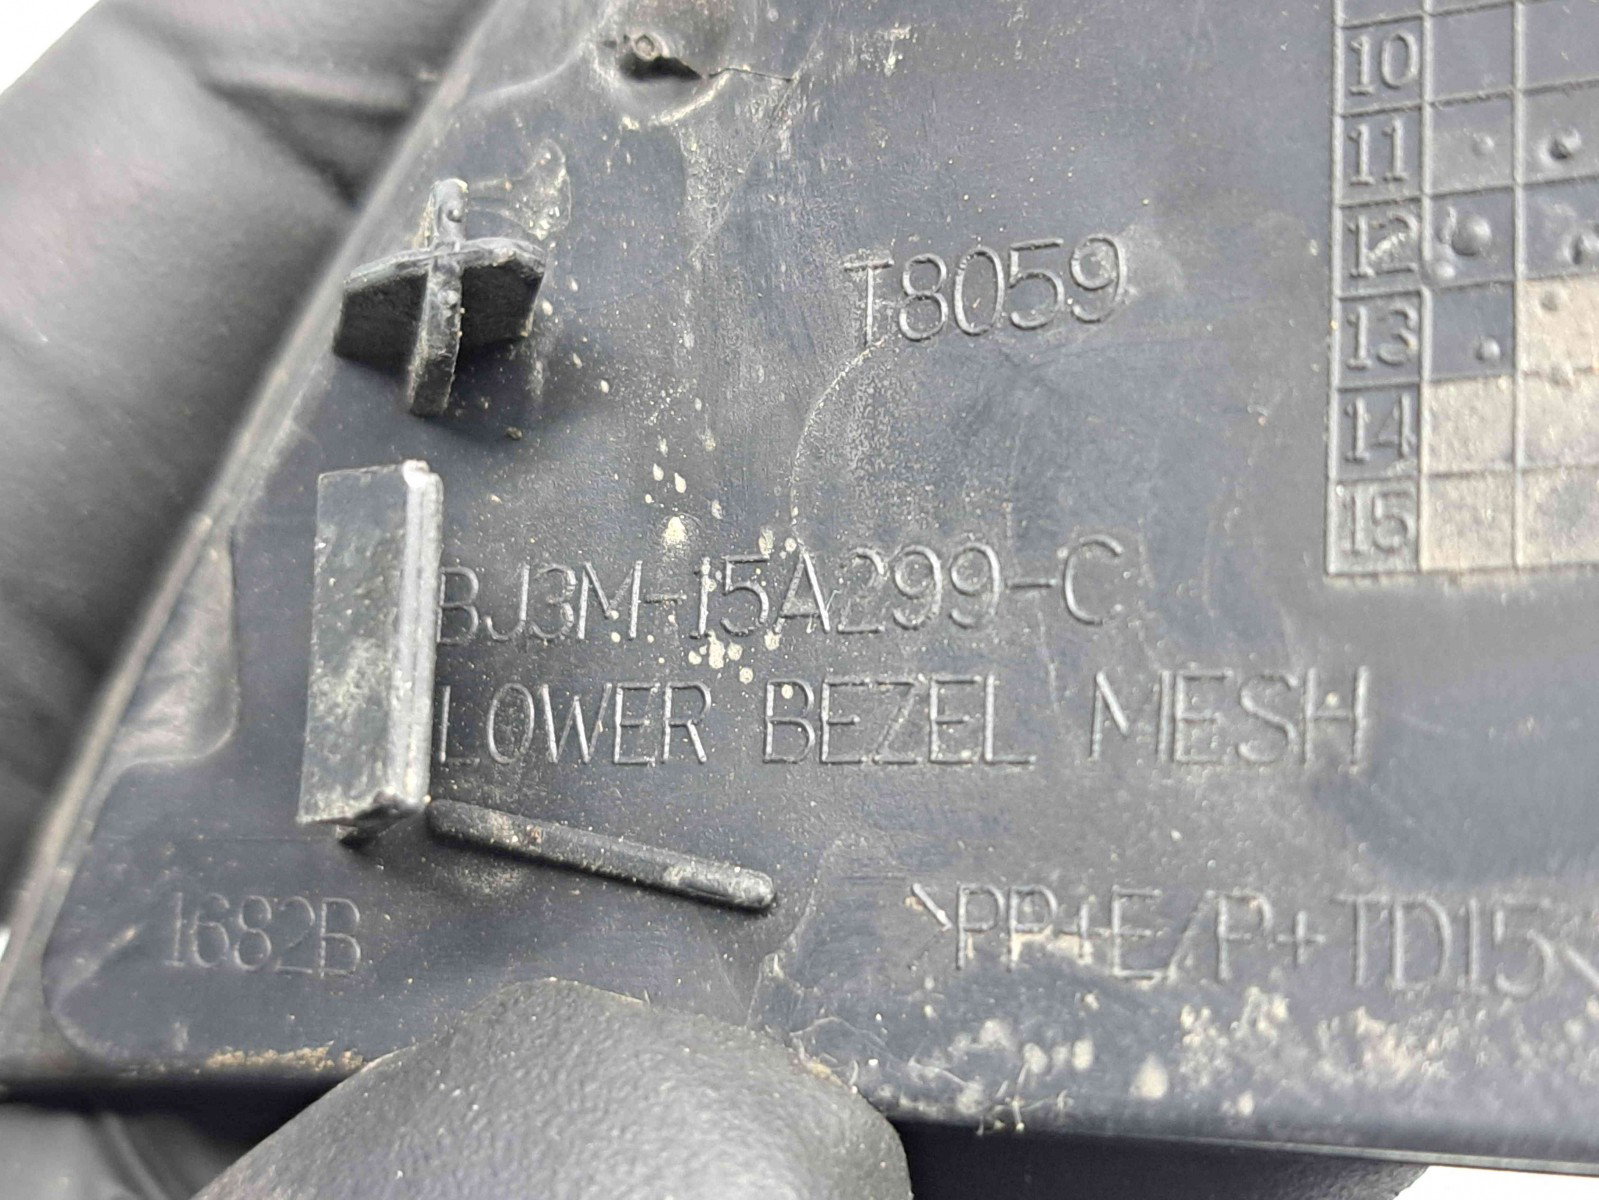 10
11
12
13
14
15
T8059
BJ3M-15A299-C
LOWER BEZEL MESH
>PP+E/P+TD15<
1682B